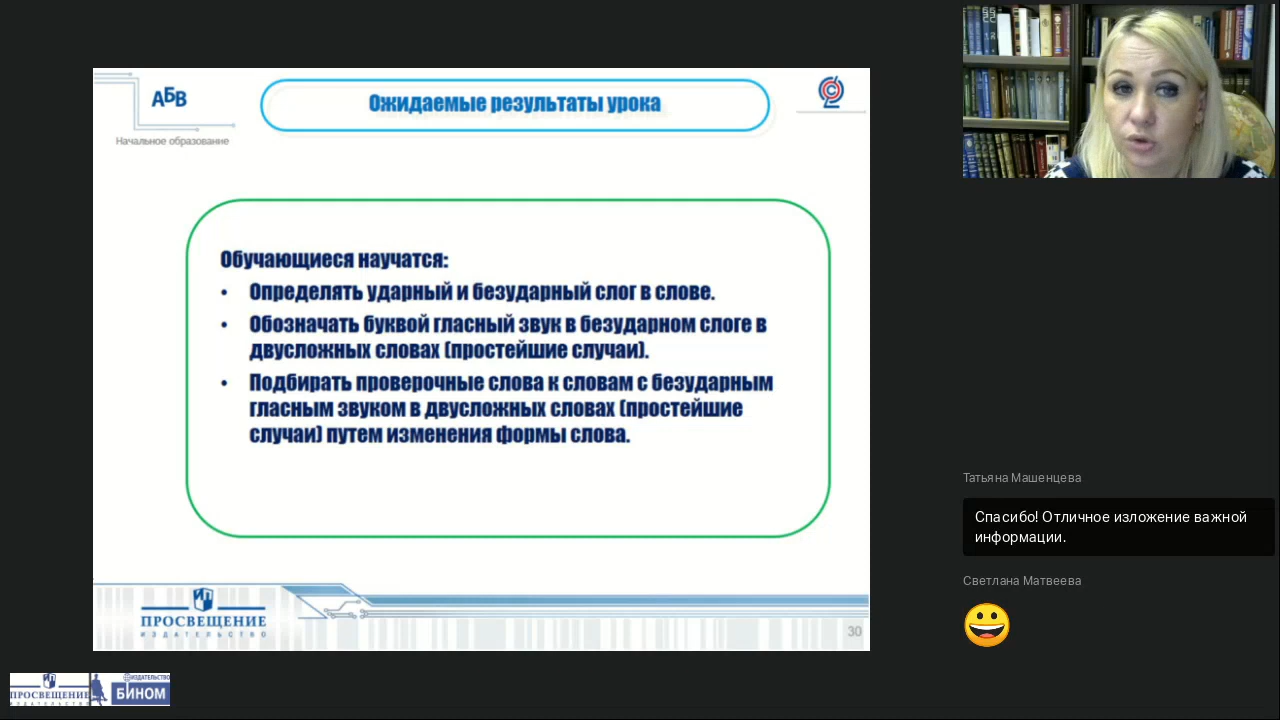 АБВ
Начальное образование
Ожидаемые результаты урока
Обучающиеся научатся:
• Определять ударный и безударный слог в слове.
• Обозначать буквой гласный звук в безударном слоге в
двусложных словах (простейшие случаи).
• Подбирать проверочные слова к словам с безударным
гласным звуком в двусложных словах (простейшие
случаи) путем изменения формы слова.
ПРОСВЕЩЕНИЕ
ИЗДАТЕЛЬСТВО
30
Татьяна Машенцева
Спасибо! Отличное изложение важной
информации.
Светлана Матвеева
ПРОСВЕЩЕНИЕ
ИЗДАТЕЛЬСТВО
ИЗДАТЕЛЬСТВО
БИНОМ